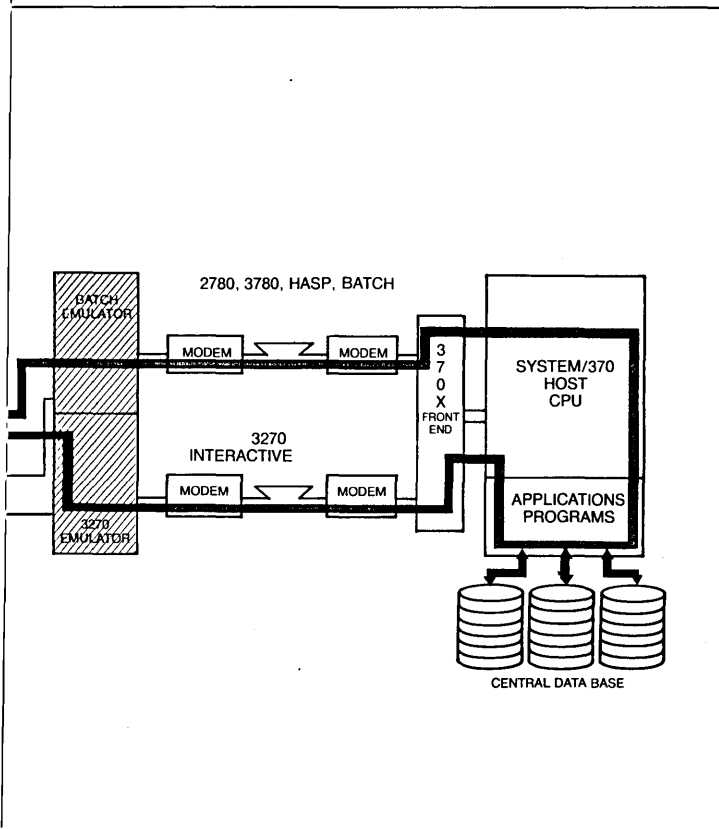 2780, 3780, HASP, BATCH
BATCH
EMULATOR
MODEM
MODEM
3
7
0
X
FRONT
END
SYSTEM/370
HOST
CPU
3270
INTERACTIVE
MODEM
MODEM
APPLICATIONS
PROGRAMS
3270
EMULATOR
CENTRAL DATA BASE